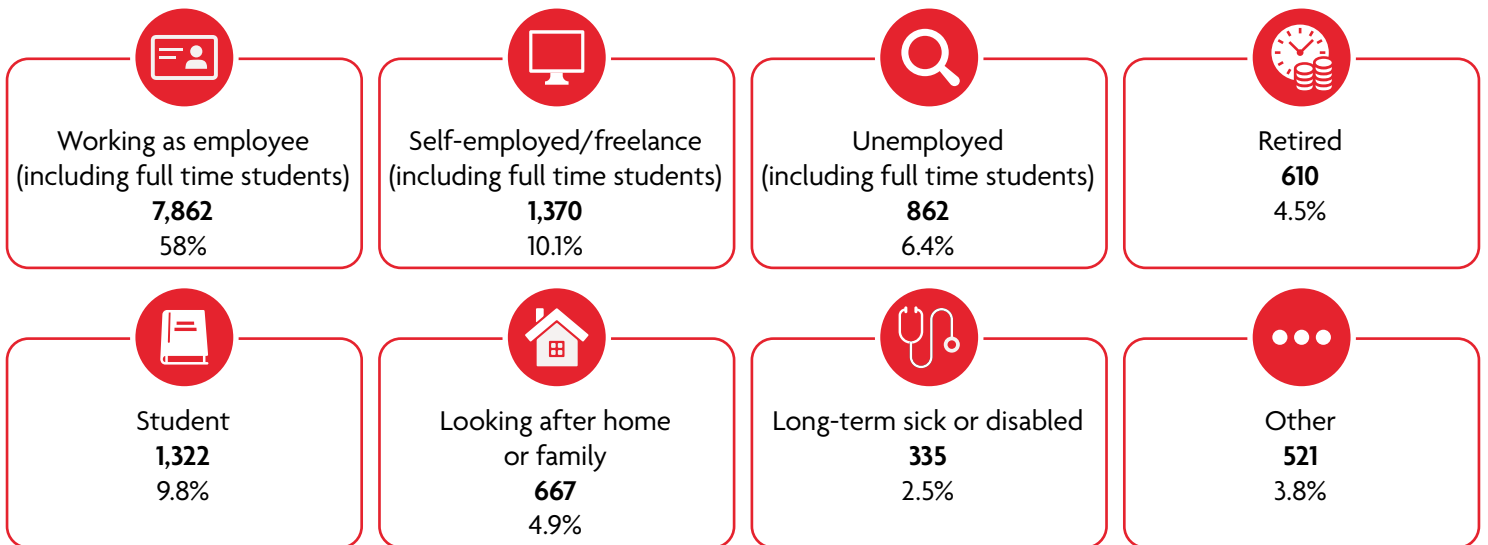 Working as employee
(including full time students)
7,862
58%
Self-employed/freelance
(including full time students)
1,370
10.1%
Unemployed
(including full time students)
862
6.4%
Retired
610
4.5%
Student
1,322
9.8%
Looking after home
or family
667
4.9%
Long-term sick or disabled
335
2.5%
Other
521
3.8%